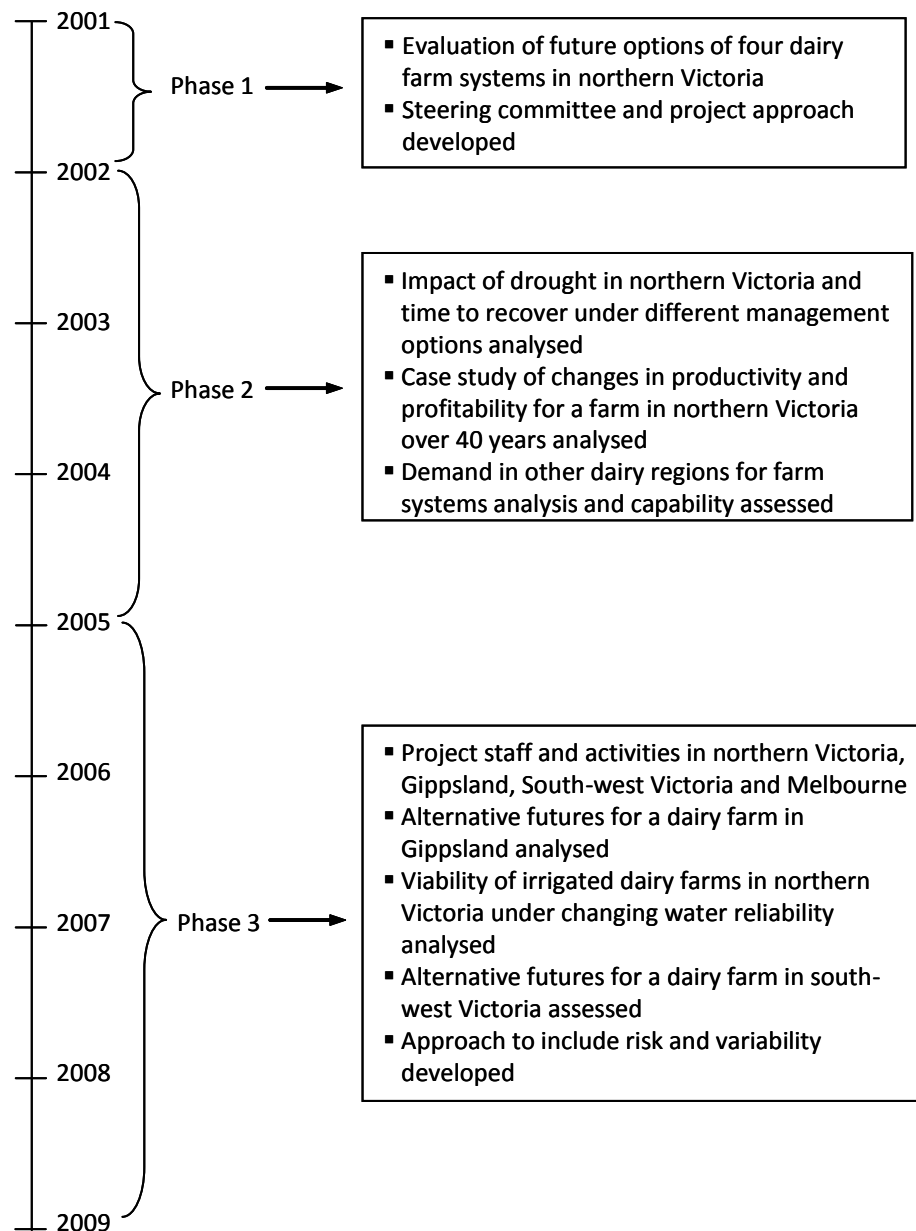 2001
Phase 1
▪ Evaluation of future options of four dairy
farm systems in northern Victoria
▪ Steering committee and project approach
developed
2002
2003
Phase 2
▪ Impact of drought in northern Victoria and
time to recover under different management
options analysed
▪ Case study of changes in productivity and
profitability for a farm in northern Victoria
over 40 years analysed
▪ Demand in other dairy regions for farm
systems analysis and capability assessed
2004
2005
2006
Phase 3
▪ Project staff and activities in northern Victoria,
Gippsland, South-west Victoria and Melbourne
▪ Alternative futures for a dairy farm in
Gippsland analysed
▪ Viability of irrigated dairy farms in northern
Victoria under changing water reliability
analysed
▪ Alternative futures for a dairy farm in south-
west Victoria assessed
▪ Approach to include risk and variability
developed
2007
2008
2009